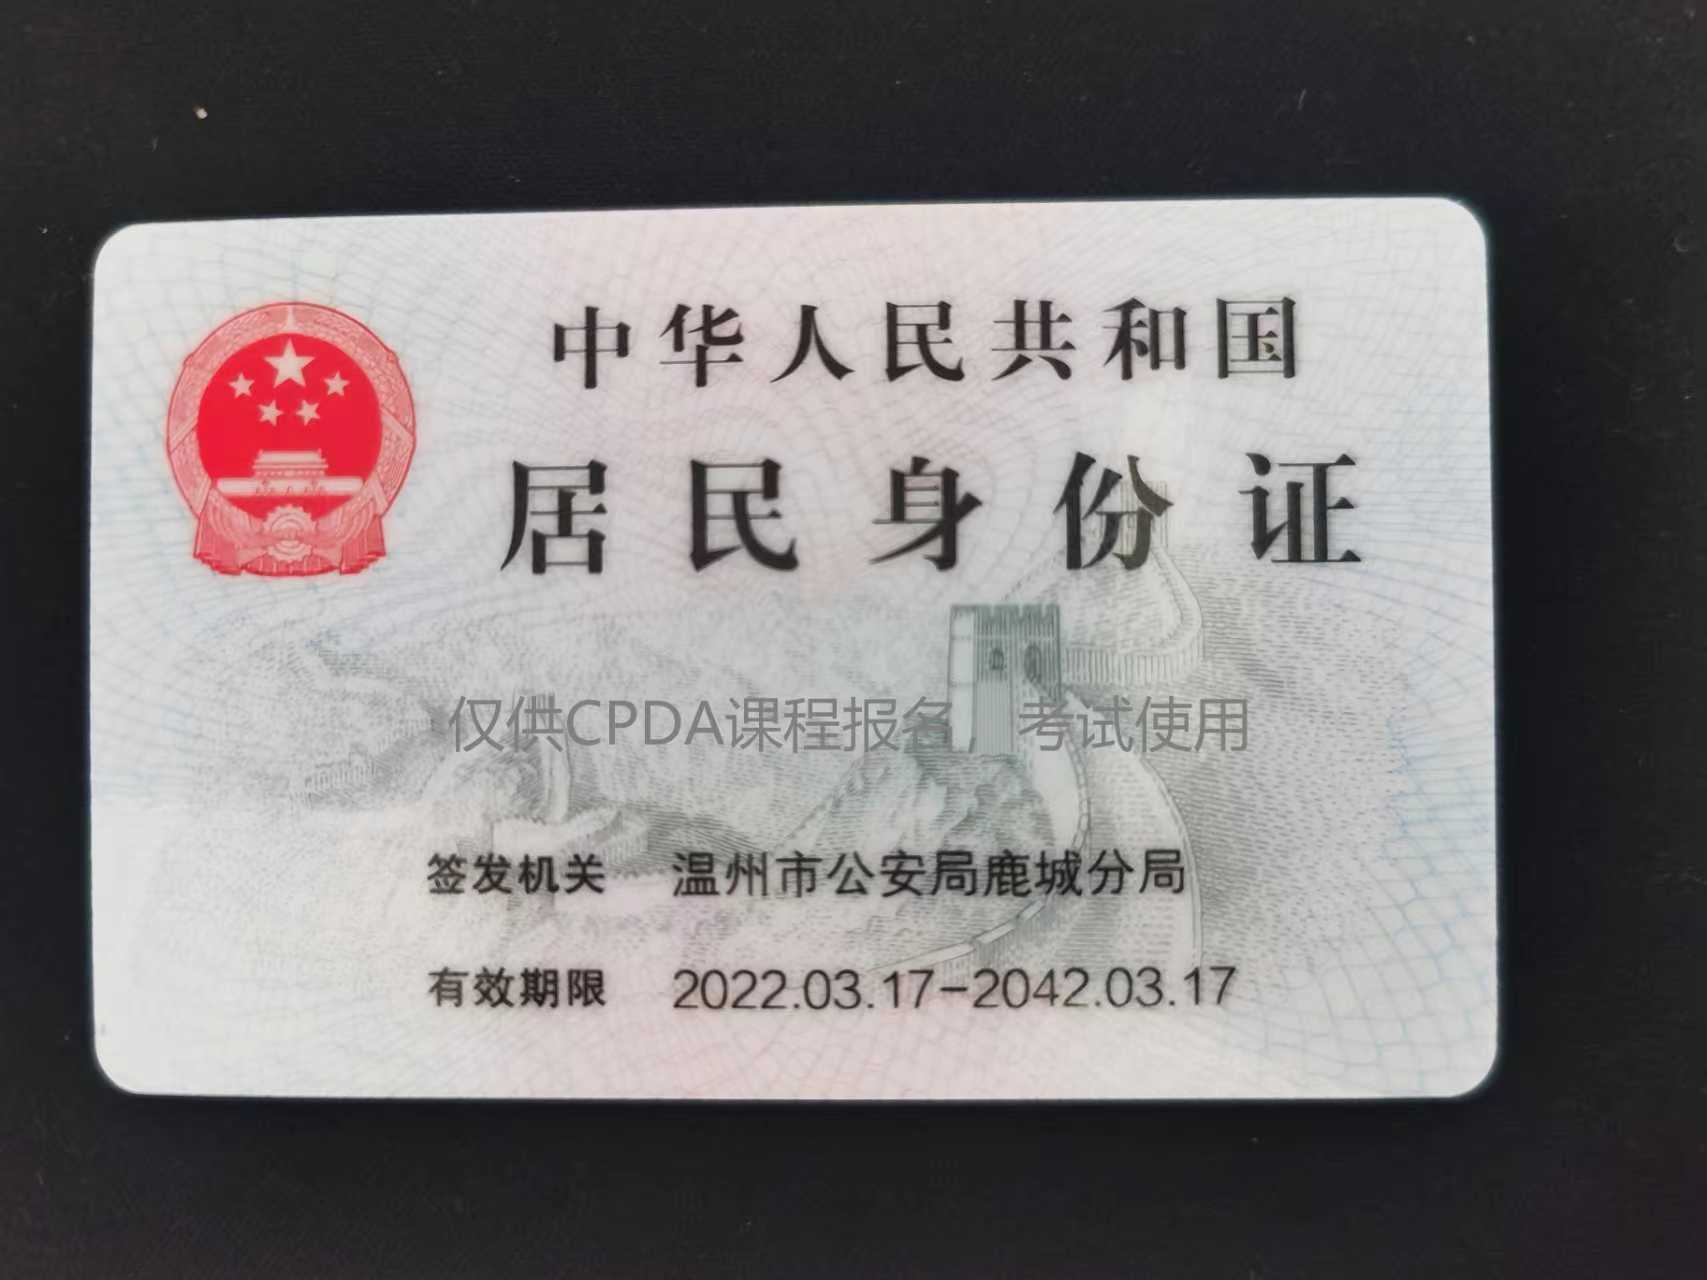 中华人民共和国
居民身份证
仅供CPDA课程报名，考试使用
签发机关 温州市公安局鹿城分局
有效期限 2022.03.17-2042.03.17